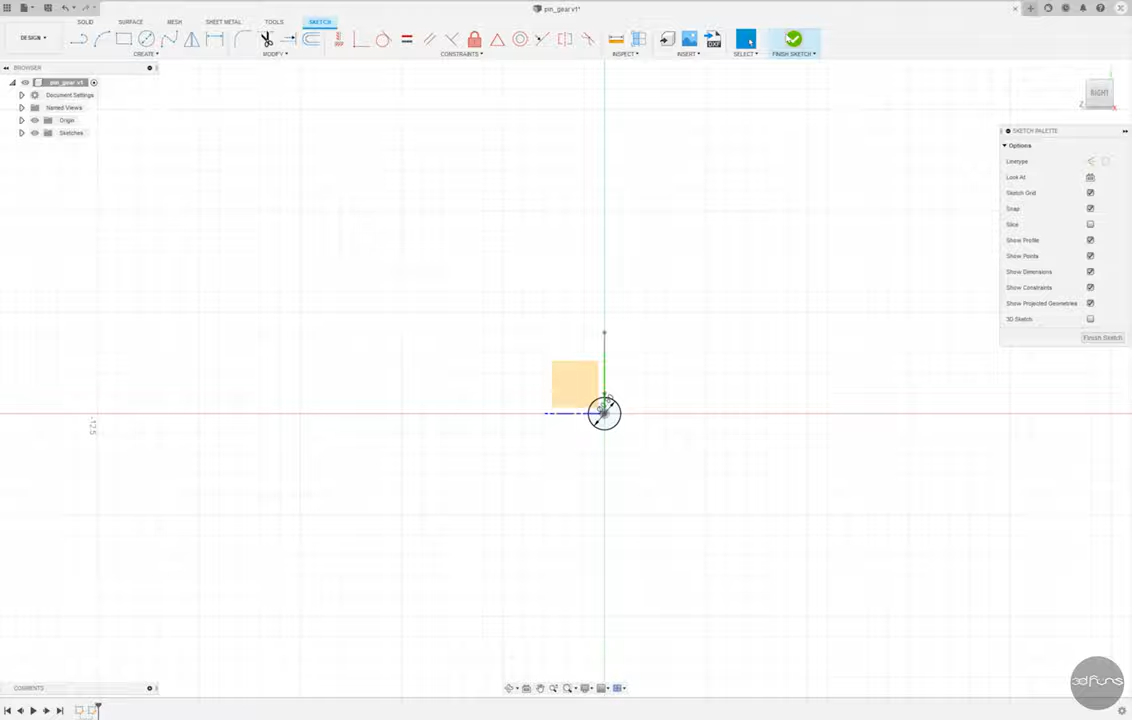 pin_gear v1*
SOLID SURFACE MESH SHEET METAL TOOLS SKETCH
DESIGN
CREATE MODIFY CONSTRAINTS INSPECT INSERT SELECT FINISH SKETCH
BROWSER
pin_gear v1
Document Settings
Named Views
Origin
Sketches
RIGHT
Z
X
SKETCH PALETTE
Options
Linetype
Look At
Sketch Grid
Snap
Slice
Show Profile
Show Points
Show Dimensions
Show Constraints
Show Projected Geometries
3D Sketch
Finish Sketch
-12.5
COMMENTS
3dfuns